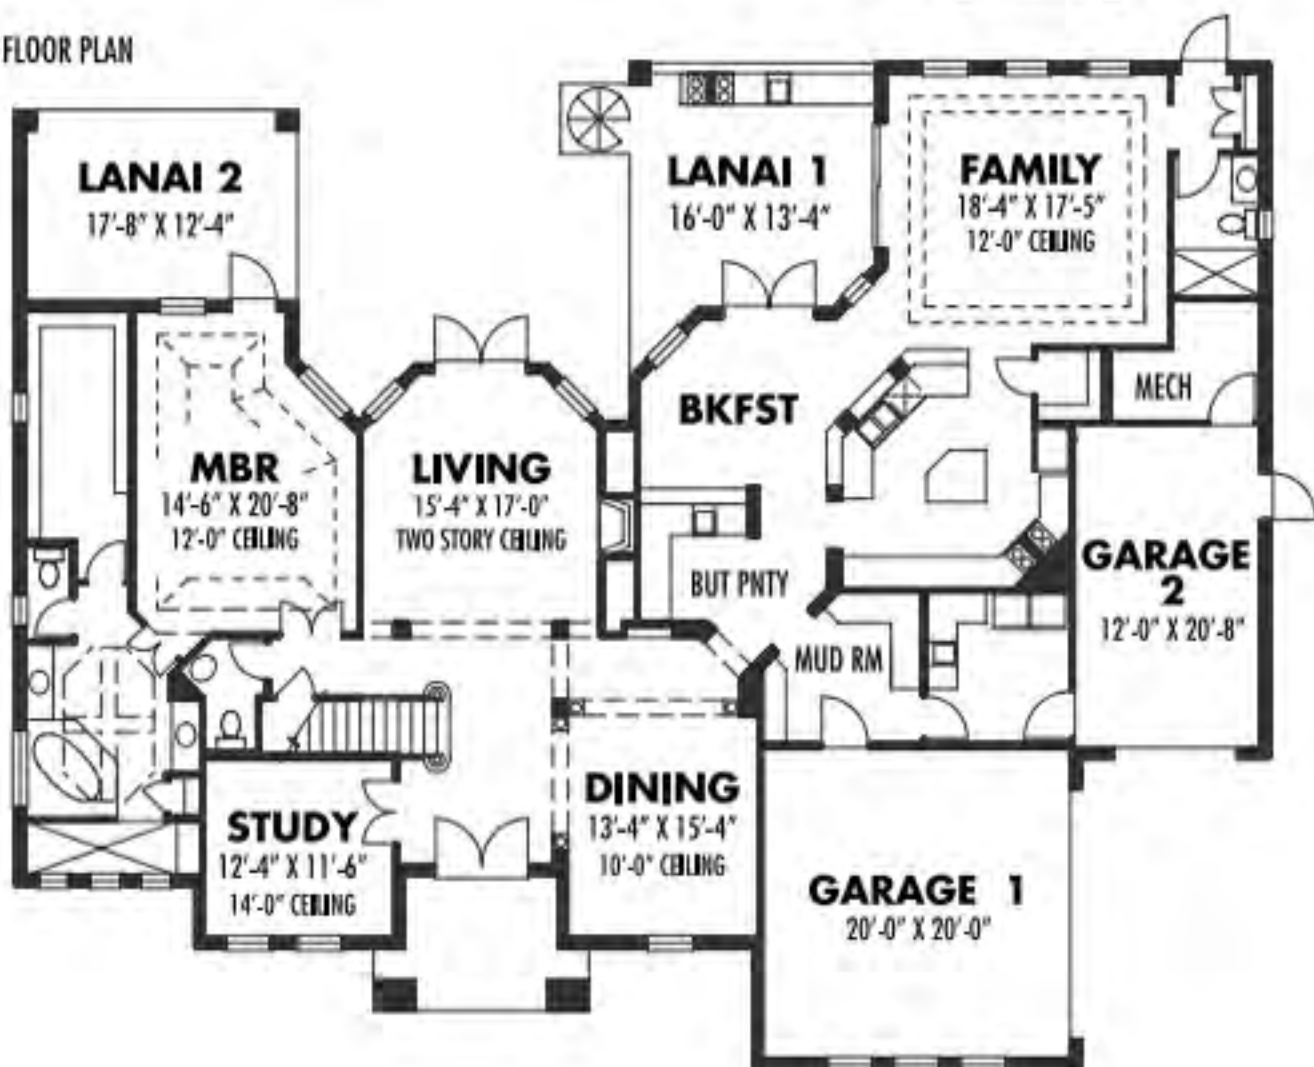 FLOOR PLAN
LANAI 2
17'-8" X 12'-4"
LANAI 1
16'-0" X 13'-4"
FAMILY
18'-4" X 17'-5"
12'-0" CEILING
MECH
BKFST
MBR
14'-6" X 20'-8"
12'-0" CEILING
LIVING
15'-4" X 17'-0"
TWO STORY CEILING
BUT PNTY
GARAGE
2
12'-0" X 20'-8"
MUD RM
STUDY
12'-4" X 11'-6"
14'-0" CEILING
DINING
13'-4" X 15'-4"
10'-0" CEILING
GARAGE 1
20'-0" X 20'-0"